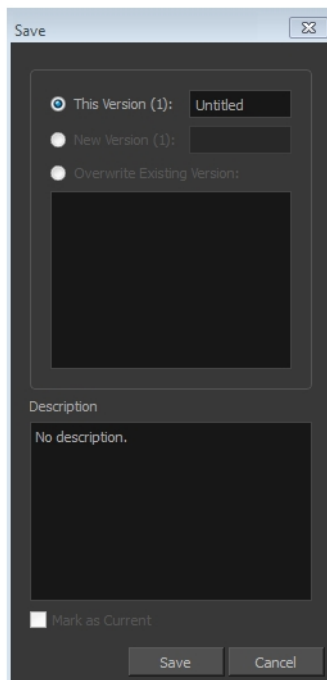 Save
This Version (1): Untitled
New Version (1):
Overwrite Existing Version:
Description
No description.
Mark as Current
Save Cancel